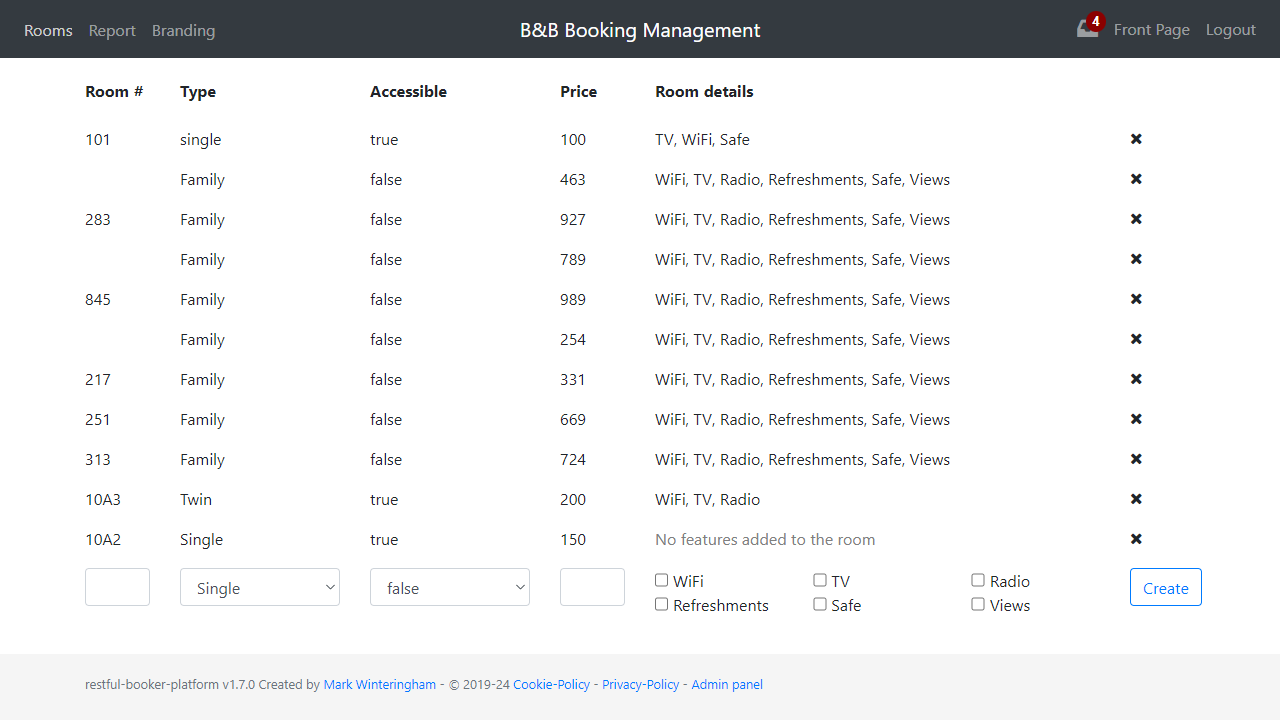 Rooms Report Branding B&B Booking Management 4 Front Page Logout
Room # Type Accessible Price Room details
101 single true 100 TV, WiFi, Safe
Family false 463 WiFi, TV, Radio, Refreshments, Safe, Views
283 Family false 927 WiFi, TV, Radio, Refreshments, Safe, Views
Family false 789 WiFi, TV, Radio, Refreshments, Safe, Views
845 Family false 989 WiFi, TV, Radio, Refreshments, Safe, Views
Family false 254 WiFi, TV, Radio, Refreshments, Safe, Views
217 Family false 331 WiFi, TV, Radio, Refreshments, Safe, Views
251 Family false 669 WiFi, TV, Radio, Refreshments, Safe, Views
313 Family false 724 WiFi, TV, Radio, Refreshments, Safe, Views
10A3 Twin true 200 WiFi, TV, Radio
10A2 Single true 150 No features added to the room
Single false WiFi TV Radio Create
Refreshments Safe Views
restful-booker-platform v1.7.0 Created by Mark Winteringham - © 2019-24 Cookie-Policy - Privacy-Policy - Admin panel